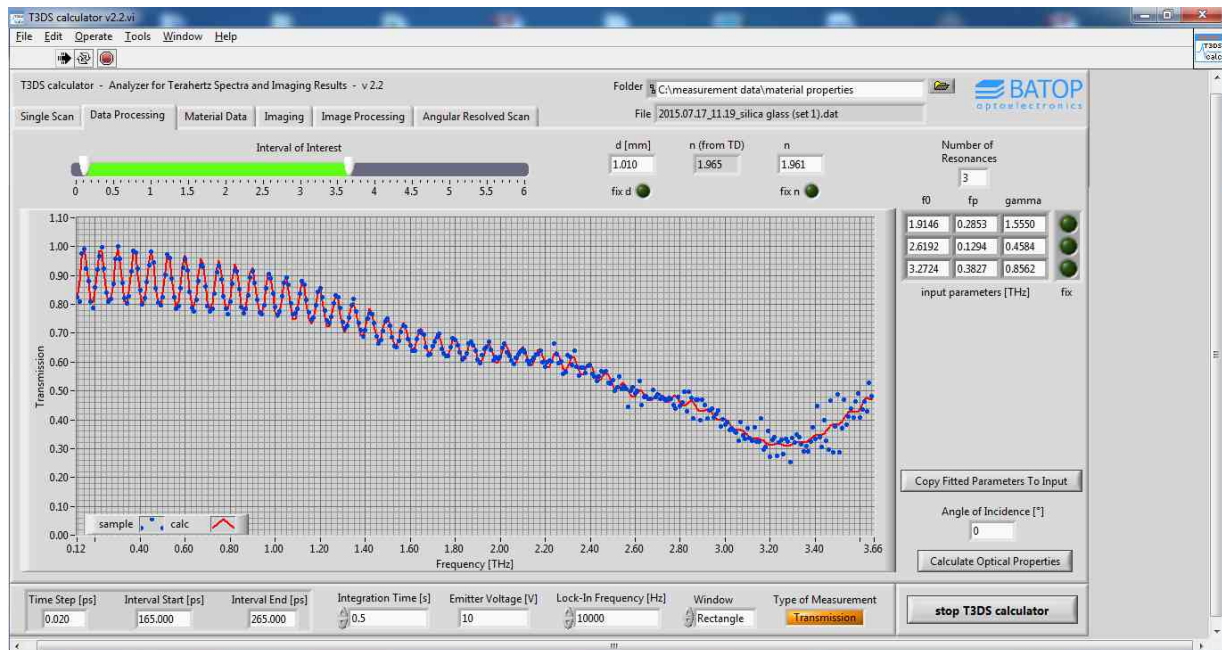 T3DS calculator v2.2.vi
File Edit Operate Tools Window Help
T3DS
calc
T3DS calculator - Analyzer for Terahertz Spectra and Imaging Results - v 2.2
Folder C:\measurement data\material properties
BATOP
optoelectronics
Single Scan Data Processing Material Data Imaging Image Processing Angular Resolved Scan
File 2015.07.17_11.19_silica glass (set 1).dat
Interval of Interest
0 0.5 1 1.5 2 2.5 3 3.5 4 4.5 5 5.5 6
d [mm] n (from TD) n
1.010 1.965 1.961
fix d fix n
Number of
Resonances
3
f0 fp gamma
1.9146 0.2853 1.5550
2.6192 0.1294 0.4584
3.2724 0.3827 0.8562
input parameters [THz] fix
1.10
1.00
0.90
0.80
0.70
0.60
0.50
0.40
0.30
0.20
0.10
0.00
Transmission
sample calc
0.12 0.40 0.60 0.80 1.00 1.20 1.40 1.60 1.80 2.00 2.20 2.40 2.60 2.80 3.00 3.20 3.40 3.66
Frequency [THz]
Copy Fitted Parameters To Input
Angle of Incidence [°]
0
Calculate Optical Properties
Time Step [ps] Interval Start [ps] Interval End [ps] Integration Time [s] Emitter Voltage [V] Lock-In Frequency [Hz] Window Type of Measurement
0.020 165.000 265.000 0.5 10 10000 Rectangle Transmission
stop T3DS calculator